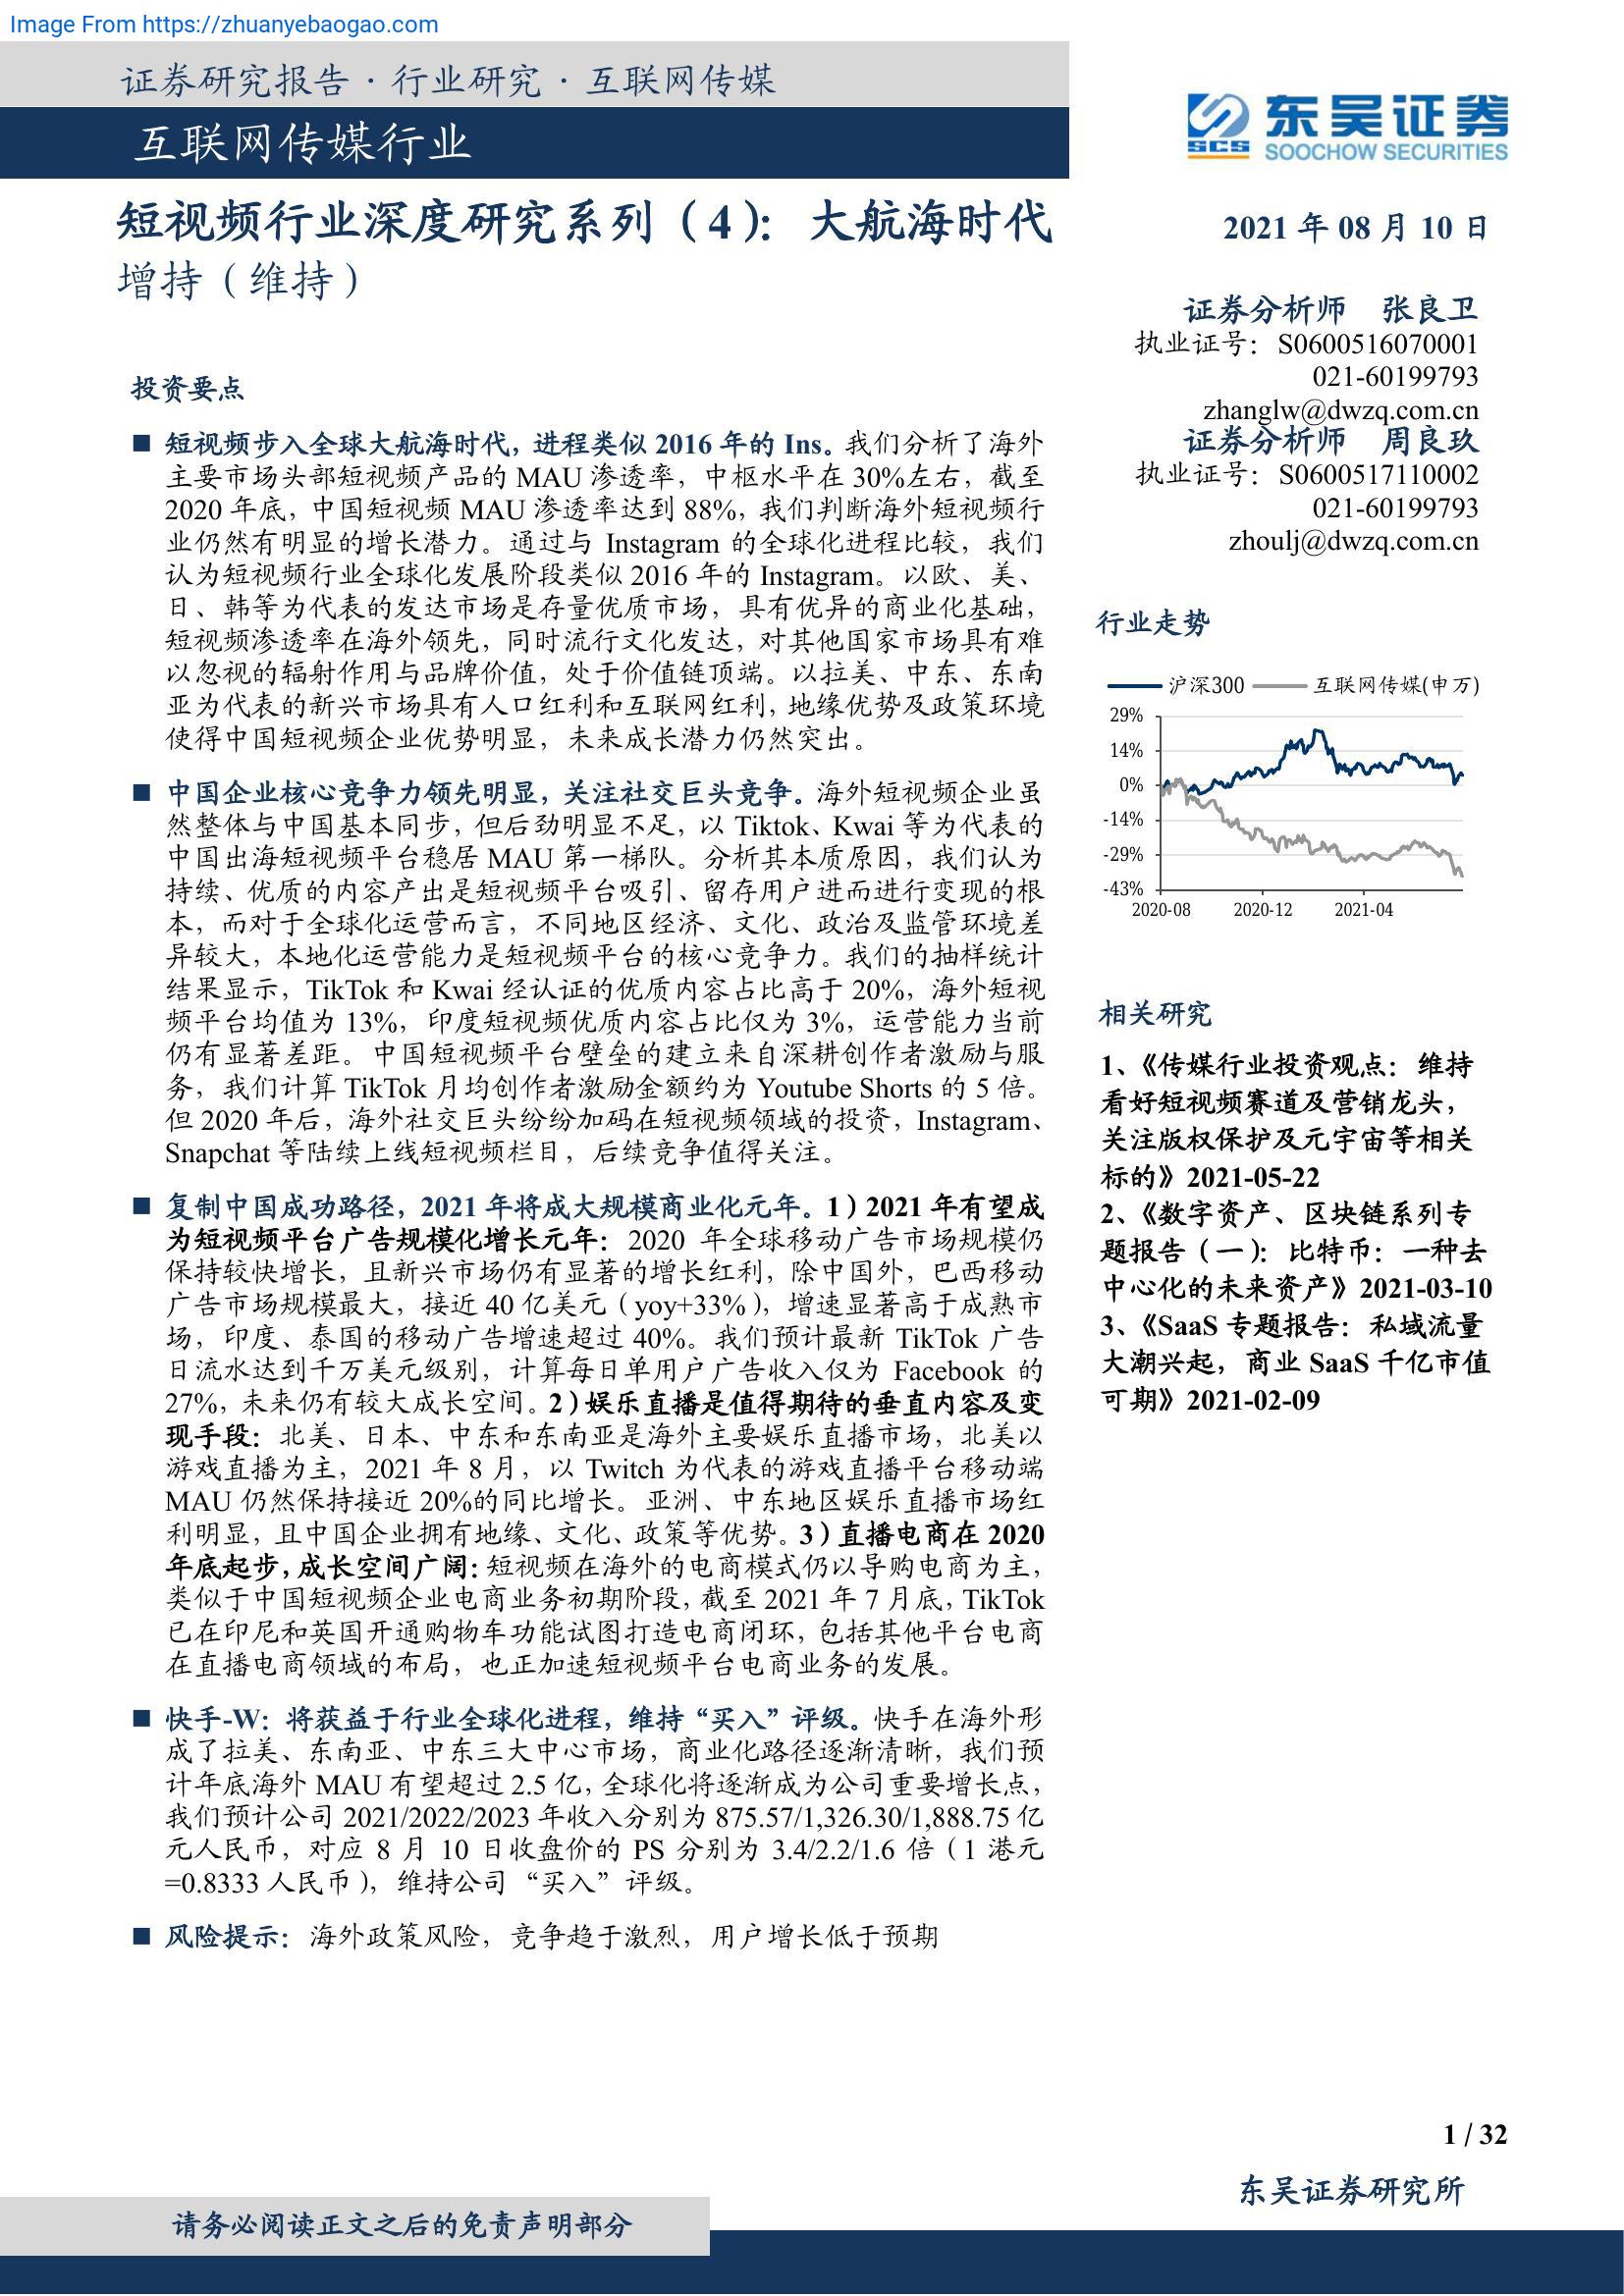 Image From https://zhuanyebaogao.com
证券研究报告·行业研究·互联网传媒
互联网传媒行业
SCS
东吴证券
SOOCHOW SECURITIES
短视频行业深度研究系列(4):大航海时代
增持(维持)
2021 年 08 月 10 日
证券分析师 张良卫
执业证号:S0600516070001
021-60199793
zhanglw@dwzq.com.cn
证券分析师 周良玖
执业证号:S0600517110002
021-60199793
zhoulj@dwzq.com.cn
投资要点
■ 短视频步入全球大航海时代,进程类似 2016 年的 Ins。我们分析了海外
主要市场头部短视频产品的 MAU 渗透率,中枢水平在 30%左右,截至
2020 年底,中国短视频 MAU 渗透率达到 88%,我们判断海外短视频行
业仍然有明显的增长潜力。通过与 Instagram 的全球化进程比较,我们
认为短视频行业全球化发展阶段类似 2016 年的 Instagram。以欧、美、
日、韩等为代表的发达市场是存量优质市场,具有优异的商业化基础,
短视频渗透率在海外领先,同时流行文化发达,对其他国家市场具有难
以忽视的辐射作用与品牌价值,处于价值链顶端。以拉美、中东、东南
亚为代表的新兴市场具有人口红利和互联网红利,地缘优势及政策环境
使得中国短视频企业优势明显,未来成长潜力仍然突出。
■ 中国企业核心竞争力领先明显,关注社交巨头竞争。海外短视频企业虽
然整体与中国基本同步,但后劲明显不足,以 Tiktok、Kwai 等为代表的
中国出海短视频平台稳居 MAU 第一梯队。分析其本质原因,我们认为
持续、优质的内容产出是短视频平台吸引、留存用户进而进行变现的根
本,而对于全球化运营而言,不同地区经济、文化、政治及监管环境差
异较大,本地化运营能力是短视频平台的核心竞争力。我们的抽样统计
结果显示,TikTok 和 Kwai 经认证的优质内容占比高于 20%,海外短视
频平台均值为 13%,印度短视频优质内容占比仅为 3%,运营能力当前
仍有显著差距。中国短视频平台壁垒的建立来自深耕创作者激励与服
务,我们计算 TikTok 月均创作者激励金额约为 Youtube Shorts 的 5 倍。
但 2020 年后,海外社交巨头纷纷加码在短视频领域的投资,Instagram、
Snapchat 等陆续上线短视频栏目,后续竞争值得关注。
■ 复制中国成功路径,2021 年将成大规模商业化元年。1)2021 年有望成
为短视频平台广告规模化增长元年:2020 年全球移动广告市场规模仍
保持较快增长,且新兴市场仍有显著的增长红利,除中国外,巴西移动
广告市场规模最大,接近 40 亿美元(yoy+33%),增速显著高于成熟市
场,印度、泰国的移动广告增速超过 40%。我们预计最新 TikTok 广告
日流水达到千万美元级别,计算每日单用户广告收入仅为 Facebook 的
27%,未来仍有较大成长空间。2)娱乐直播是值得期待的垂直内容及变
现手段:北美、日本、中东和东南亚是海外主要娱乐直播市场,北美以
游戏直播为主,2021 年 8 月,以 Twitch 为代表的游戏直播平台移动端
MAU 仍然保持接近 20%的同比增长。亚洲、中东地区娱乐直播市场红
利明显,且中国企业拥有地缘、文化、政策等优势。3)直播电商在 2020
年底起步,成长空间广阔:短视频在海外的电商模式仍以导购电商为主,
类似于中国短视频企业电商业务初期阶段,截至 2021 年 7 月底,TikTok
已在印尼和英国开通购物车功能试图打造电商闭环,包括其他平台电商
在直播电商领域的布局,也正加速短视频平台电商业务的发展。
■ 快手-W:将获益于行业全球化进程,维持“买入”评级。快手在海外形
成了拉美、东南亚、中东三大中心市场,商业化路径逐渐清晰,我们预
计年底海外 MAU 有望超过 2.5 亿,全球化将逐渐成为公司重要增长点,
我们预计公司 2021/2022/2023 年收入分别为 875.57/1,326.30/1,888.75 亿
元人民币,对应 8 月 10 日收盘价的 PS 分别为 3.4/2.2/1.6 倍(1 港元
=0.8333 人民币),维持公司“买入”评级。
■ 风险提示:海外政策风险,竞争趋于激烈,用户增长低于预期
行业走势
沪深300 互联网传媒(申万)
29%
14%
0%
-14%
-29%
-43%
2020-08 2020-12 2021-04
相关研究
1、《传媒行业投资观点:维持
看好短视频赛道及营销龙头,
关注版权保护及元宇宙等相关
标的》2021-05-22
2、《数字资产、区块链系列专
题报告(一):比特币:一种去
中心化的未来资产》2021-03-10
3、《SaaS 专题报告:私域流量
大潮兴起,商业 SaaS 千亿市值
可期》2021-02-09
1 / 32
东吴证券研究所
请务必阅读正文之后的免责声明部分